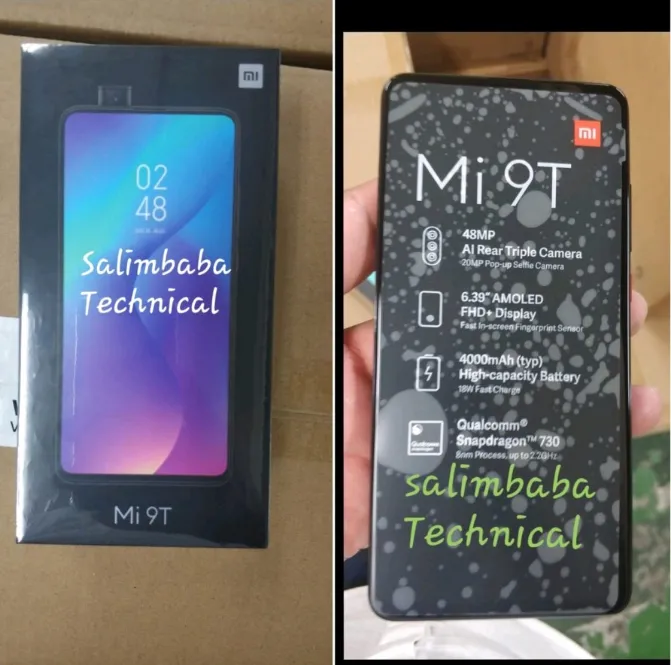 mi
02
48
Salimbaba
Technical
Mi 9T
mi
Mi 9T
48MP
AI Rear Triple Camera
20MP Pop-up Selfie Camera
6.39" AMOLED
FHD+ Display
Fast In-screen Fingerprint Sensor
4000mAh (typ)
High-capacity Battery
18W Fast Charge
Qualcomm®
Snapdragon™ 730
8nm Process, up to 2.2GHz
Qualcomm
snapdragon
salimbaba
Technical